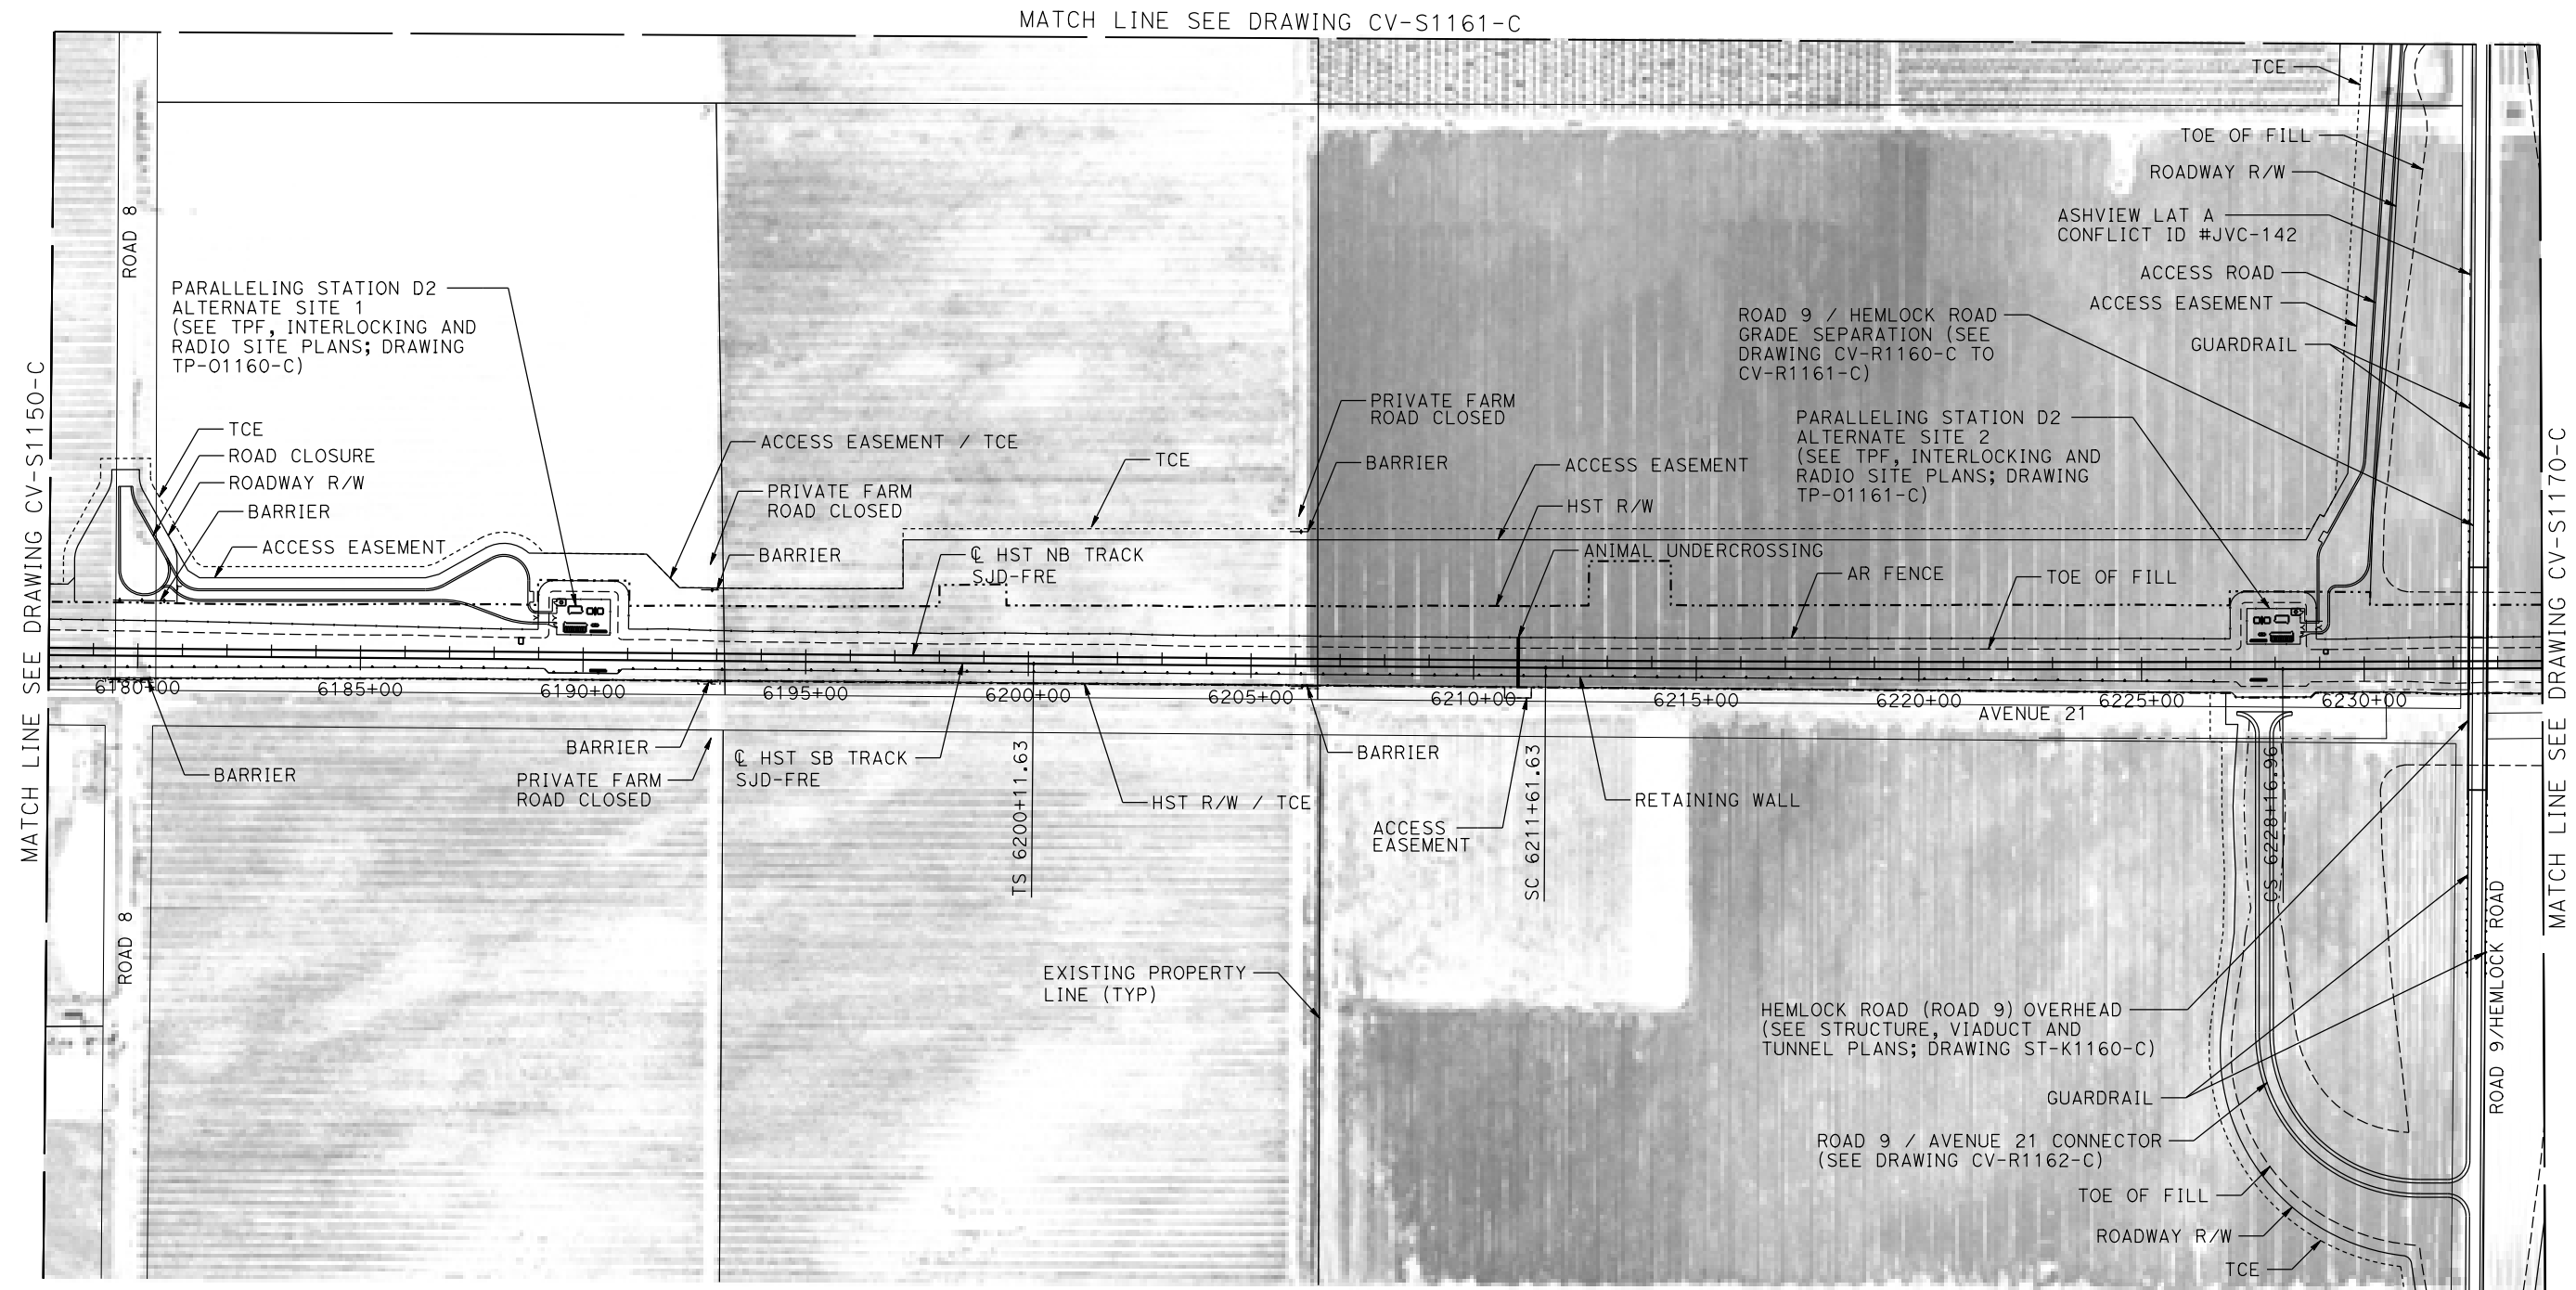 MATCH LINE SEE DRAWING CV-S1161-C
MATCH LINE SEE DRAWING CV-S1150-C
MATCH LINE SEE DRAWING CV-S1170-C
ROAD 8
PARALLELING STATION D2
ALTERNATE SITE 1
(SEE TPF, INTERLOCKING AND
RADIO SITE PLANS; DRAWING
TP-O1160-C)
TCE
ROAD CLOSURE
ROADWAY R/W
BARRIER
ACCESS EASEMENT
ACCESS EASEMENT / TCE
PRIVATE FARM
ROAD CLOSED
BARRIER
TCE
℄ HST NB TRACK
SJD-FRE
PRIVATE FARM
ROAD CLOSED
BARRIER
ACCESS EASEMENT
HST R/W
ANIMAL UNDERCROSSING
AR FENCE
TOE OF FILL
TCE
TOE OF FILL
ROADWAY R/W
ASHVIEW LAT A
CONFLICT ID #JVC-142
ACCESS ROAD
ACCESS EASEMENT
GUARDRAIL
ROAD 9 / HEMLOCK ROAD
GRADE SEPARATION (SEE
DRAWING CV-R1160-C TO
CV-R1161-C)
PARALLELING STATION D2
ALTERNATE SITE 2
(SEE TPF, INTERLOCKING AND
RADIO SITE PLANS; DRAWING
TP-O1161-C)
6180+00
6185+00
6190+00
6195+00
6200+00
6205+00
6210+00
6215+00
6220+00
6225+00
6230+00
AVENUE 21
BARRIER
BARRIER
PRIVATE FARM
ROAD CLOSED
℄ HST SB TRACK
SJD-FRE
TS 6200+11.63
HST R/W / TCE
BARRIER
ACCESS
EASEMENT
SC 6211+61.63
RETAINING WALL
CS 6228+16.96
ROAD 8
EXISTING PROPERTY
LINE (TYP)
HEMLOCK ROAD (ROAD 9) OVERHEAD
(SEE STRUCTURE, VIADUCT AND
TUNNEL PLANS; DRAWING ST-K1160-C)
GUARDRAIL
ROAD 9 / AVENUE 21 CONNECTOR
(SEE DRAWING CV-R1162-C)
TOE OF FILL
ROADWAY R/W
TCE
ROAD 9/HEMLOCK ROAD